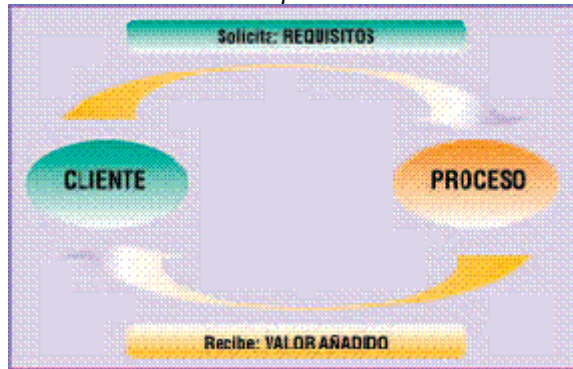 Solicita: REQUISITOS
CLIENTE
PROCESO
Recibe: VALOR AÑADIDO